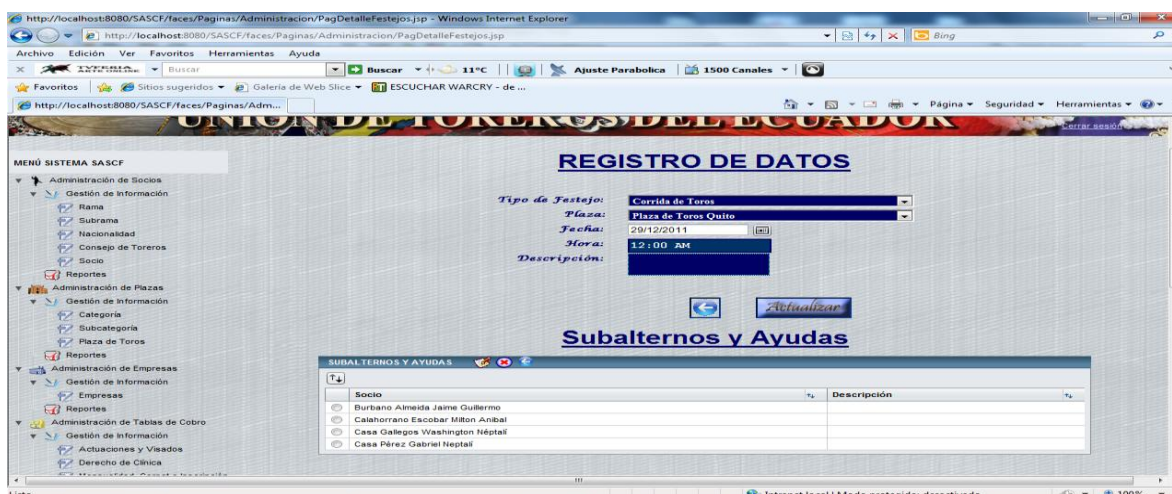 http://localhost:8080/SASCF/faces/Paginas/Administracion/PagDetalleFestejos.jsp - Windows Internet Explorer
http://localhost:8080/SASCF/faces/Paginas/Administracion/PagDetalleFestejos.jsp
Bing
Archivo Edición Ver Favoritos Herramientas Ayuda
Buscar Buscar 11°C Ajuste Parabolica 1500 Canales
Favoritos Sitios sugeridos Galería de Web Slice ESCUCHAR WARCRY - de ...
http://localhost:8080/SASCF/faces/Paginas/Adm... Página Seguridad Herramientas
UNION DE TOREROS DEL ECUADOR
Cerrar sesión
MENÚ SISTEMA SASCF
Administración de Socios
Gestión de Información
Rama
Subrama
Nacionalidad
Consejo de Toreros
Socio
Reportes
Administración de Plazas
Gestión de Información
Categoría
Subcategoría
Plaza de Toros
Reportes
Administración de Empresas
Gestión de Información
Empresas
Reportes
Administración de Tablas de Cobro
Gestión de Información
Actuaciones y Visados
Derecho de Clínica
REGISTRO DE DATOS
Tipo de Festejo: Corrida de Toros
Plaza: Plaza de Toros Quito
Fecha: 29/12/2011
Hora: 12:00 AM
Descripción:
Actualizar
Subalternos y Ayudas
SUBALTERNOS Y AYUDAS
Socio Descripción
Burbano Almeida Jaime Guillermo
Calahorrano Escobar Milton Anibal
Casa Gallegos Washington Néptalí
Casa Pérez Gabriel Neptalí
100%